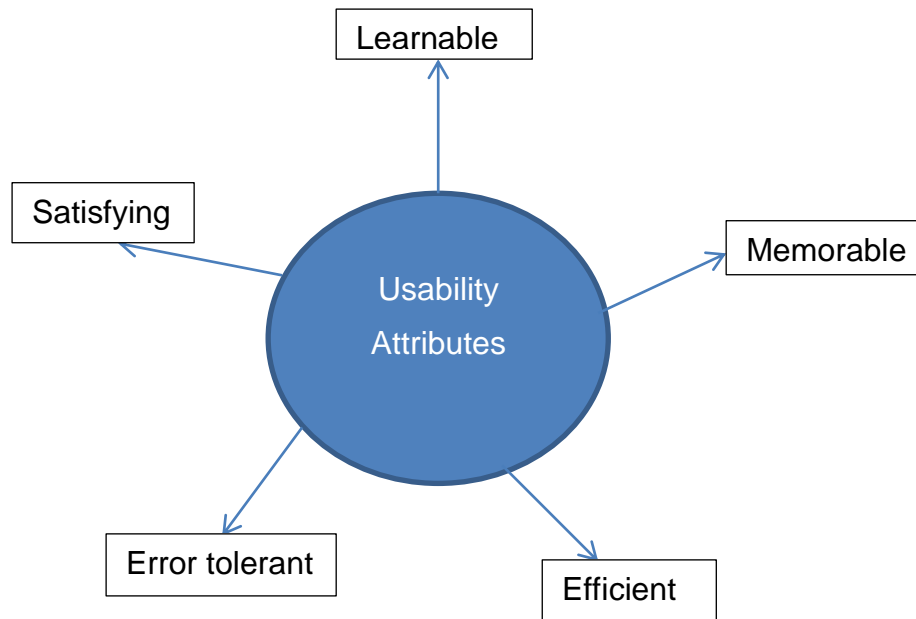 Learnable
Satisfying
Memorable
Usability
Attributes
Error tolerant
Efficient